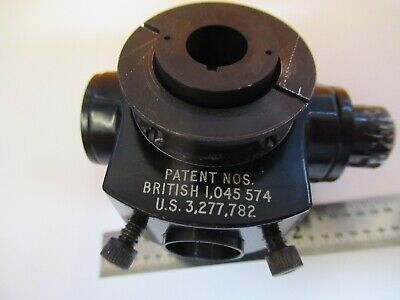 PATENT NOS.
BRITISH 1,045 574
U.S. 3,277,782